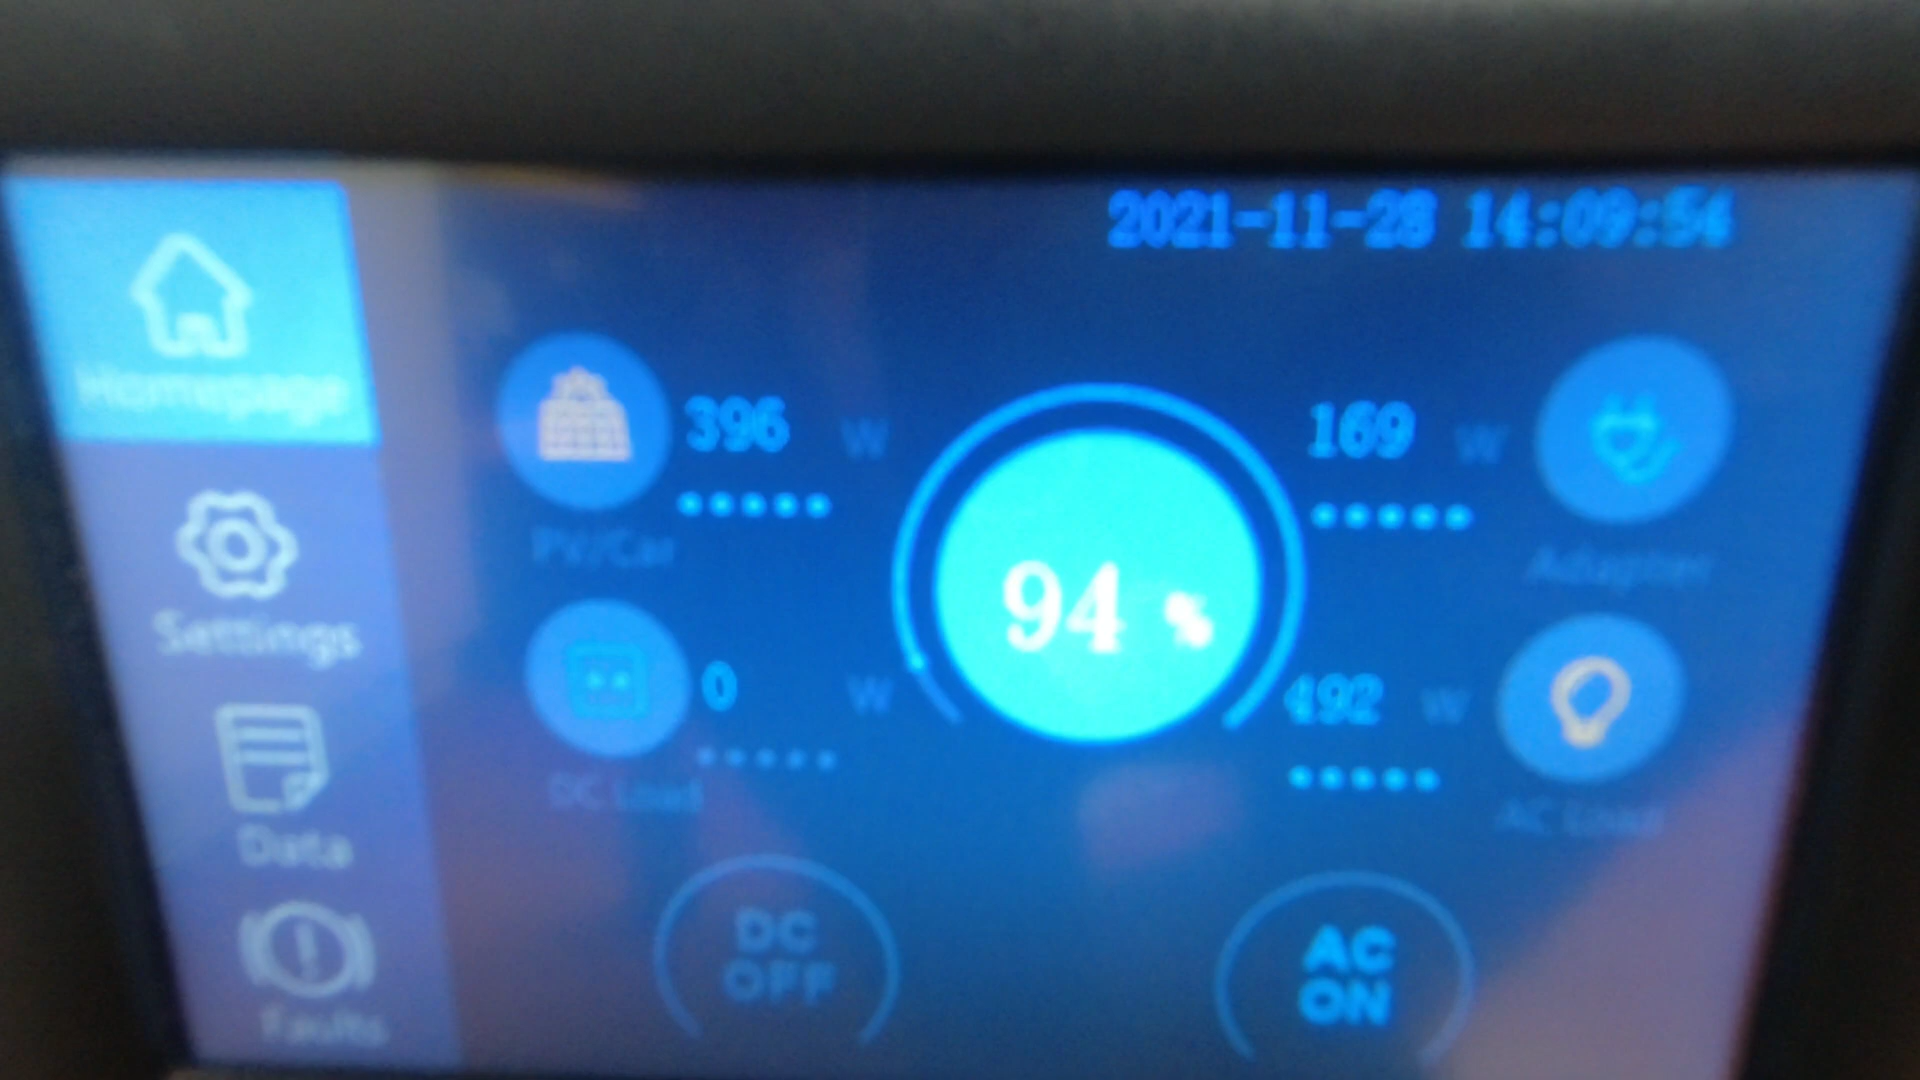 2021-11-28 14:09:54
Homepage
396 W
169 W
PV/Car
Adapter
Settings
94 %
0 W
492 W
DC Load
AC Load
Data
DC
OFF
AC
ON
Faults